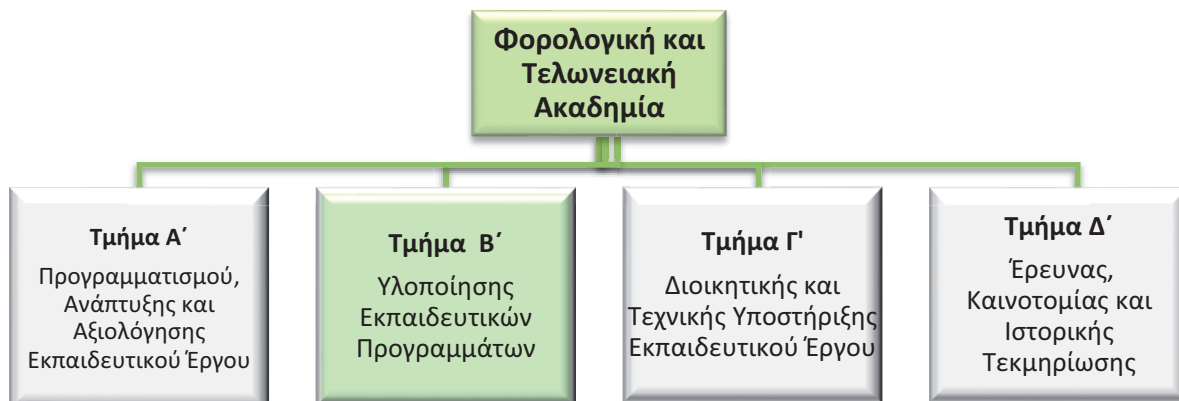 Φορολογική και
Τελωνειακή
Ακαδημία
Τμήμα Α΄
Προγραμματισμού,
Ανάπτυξης και
Αξιολόγησης
Εκπαιδευτικού Έργου
Τμήμα  Β΄
Υλοποίησης
Εκπαιδευτικών
Προγραμμάτων
Τμήμα Γ'
Διοικητικής και
Τεχνικής Υποστήριξης
Εκπαιδευτικού Έργου
Τμήμα Δ΄
Έρευνας,
Καινοτομίας και
Ιστορικής
Τεκμηρίωσης